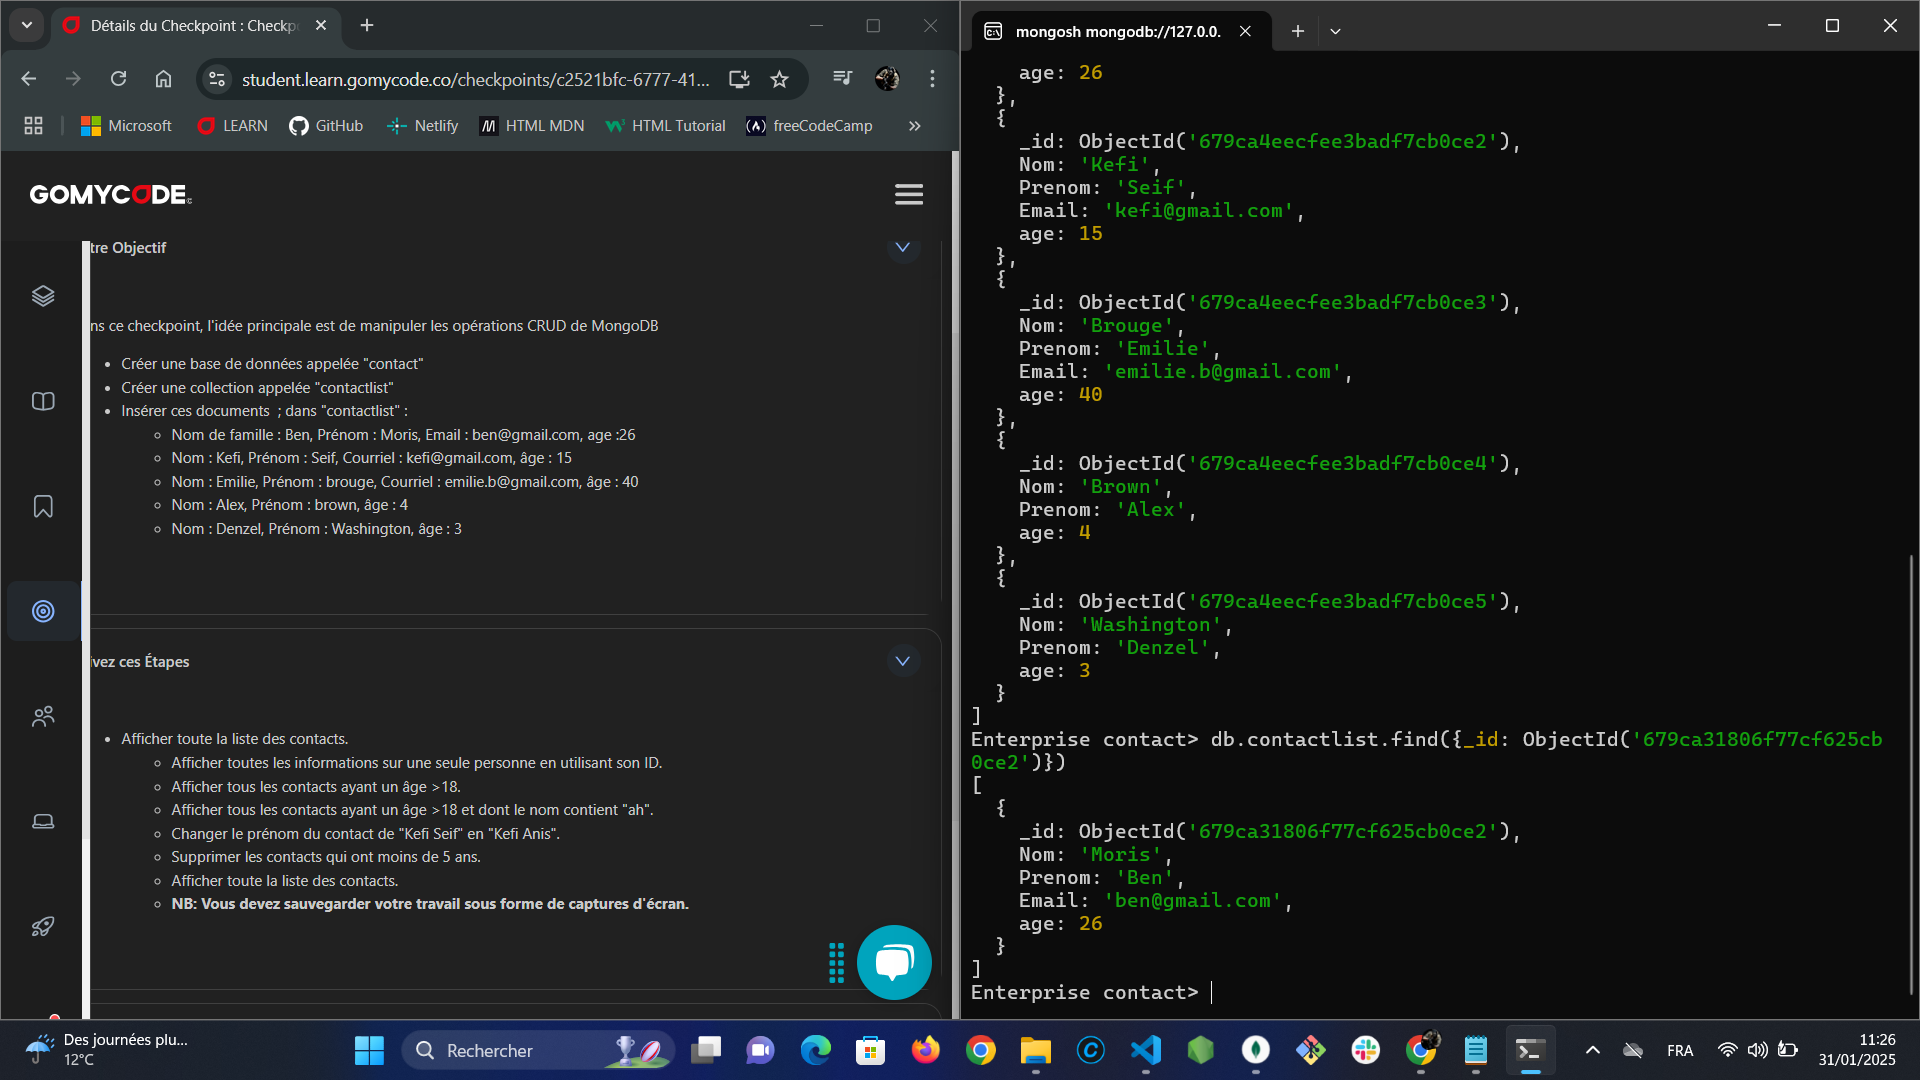 Détails du Checkpoint : Checkp
student.learn.gomycode.co/checkpoints/c2521bfc-6777-41...
Microsoft
LEARN
GitHub
Netlify
HTML MDN
HTML Tutorial
freeCodeCamp
»
GOMYCODE
tre Objectif
ns ce checkpoint, l'idée principale est de manipuler les opérations CRUD de MongoDB
• Créer une base de données appelée "contact"
• Créer une collection appelée "contactlist"
• Insérer ces documents ; dans "contactlist" :
◦ Nom de famille : Ben, Prénom : Moris, Email : ben@gmail.com, age :26
◦ Nom : Kefi, Prénom : Seif, Courriel : kefi@gmail.com, âge : 15
◦ Nom : Emilie, Prénom : brouge, Courriel : emilie.b@gmail.com, âge : 40
◦ Nom : Alex, Prénom : brown, âge : 4
◦ Nom : Denzel, Prénom : Washington, âge : 3
ivez ces Étapes
• Afficher toute la liste des contacts.
◦ Afficher toutes les informations sur une seule personne en utilisant son ID.
◦ Afficher tous les contacts ayant un âge >18.
◦ Afficher tous les contacts ayant un âge >18 et dont le nom contient "ah".
◦ Changer le prénom du contact de "Kefi Seif" en "Kefi Anis".
◦ Supprimer les contacts qui ont moins de 5 ans.
◦ Afficher toute la liste des contacts.
◦ NB: Vous devez sauvegarder votre travail sous forme de captures d'écran.
mongosh mongodb://127.0.0.
age: 26
},
{
_id: ObjectId('679ca4eecfee3badf7cb0ce2'),
Nom: 'Kefi',
Prenom: 'Seif',
Email: 'kefi@gmail.com',
age: 15
},
{
_id: ObjectId('679ca4eecfee3badf7cb0ce3'),
Nom: 'Brouge',
Prenom: 'Emilie',
Email: 'emilie.b@gmail.com',
age: 40
},
{
_id: ObjectId('679ca4eecfee3badf7cb0ce4'),
Nom: 'Brown',
Prenom: 'Alex',
age: 4
},
{
_id: ObjectId('679ca4eecfee3badf7cb0ce5'),
Nom: 'Washington',
Prenom: 'Denzel',
age: 3
}
]
Enterprise contact> db.contactlist.find({_id: ObjectId('679ca31806f77cf625cb
0ce2')})
[
{
_id: ObjectId('679ca31806f77cf625cb0ce2'),
Nom: 'Moris',
Prenom: 'Ben',
Email: 'ben@gmail.com',
age: 26
}
]
Enterprise contact>
Des journées plu...
12°C
Rechercher
FRA
11:26
31/01/2025